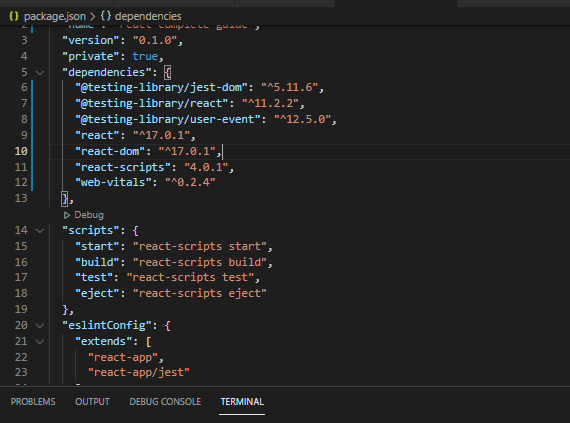 package.json > dependencies
2 "name": "react-complete-guide",
3 "version": "0.1.0",
4 "private": true,
5 "dependencies": {
6 "@testing-library/jest-dom": "^5.11.6",
7 "@testing-library/react": "^11.2.2",
8 "@testing-library/user-event": "^12.5.0",
9 "react": "^17.0.1",
10 "react-dom": "^17.0.1",
11 "react-scripts": "4.0.1",
12 "web-vitals": "^0.2.4"
13 },
Debug
14 "scripts": {
15 "start": "react-scripts start",
16 "build": "react-scripts build",
17 "test": "react-scripts test",
18 "eject": "react-scripts eject"
19 },
20 "eslintConfig": {
21 "extends": [
22 "react-app",
23 "react-app/jest"
PROBLEMS OUTPUT DEBUG CONSOLE TERMINAL